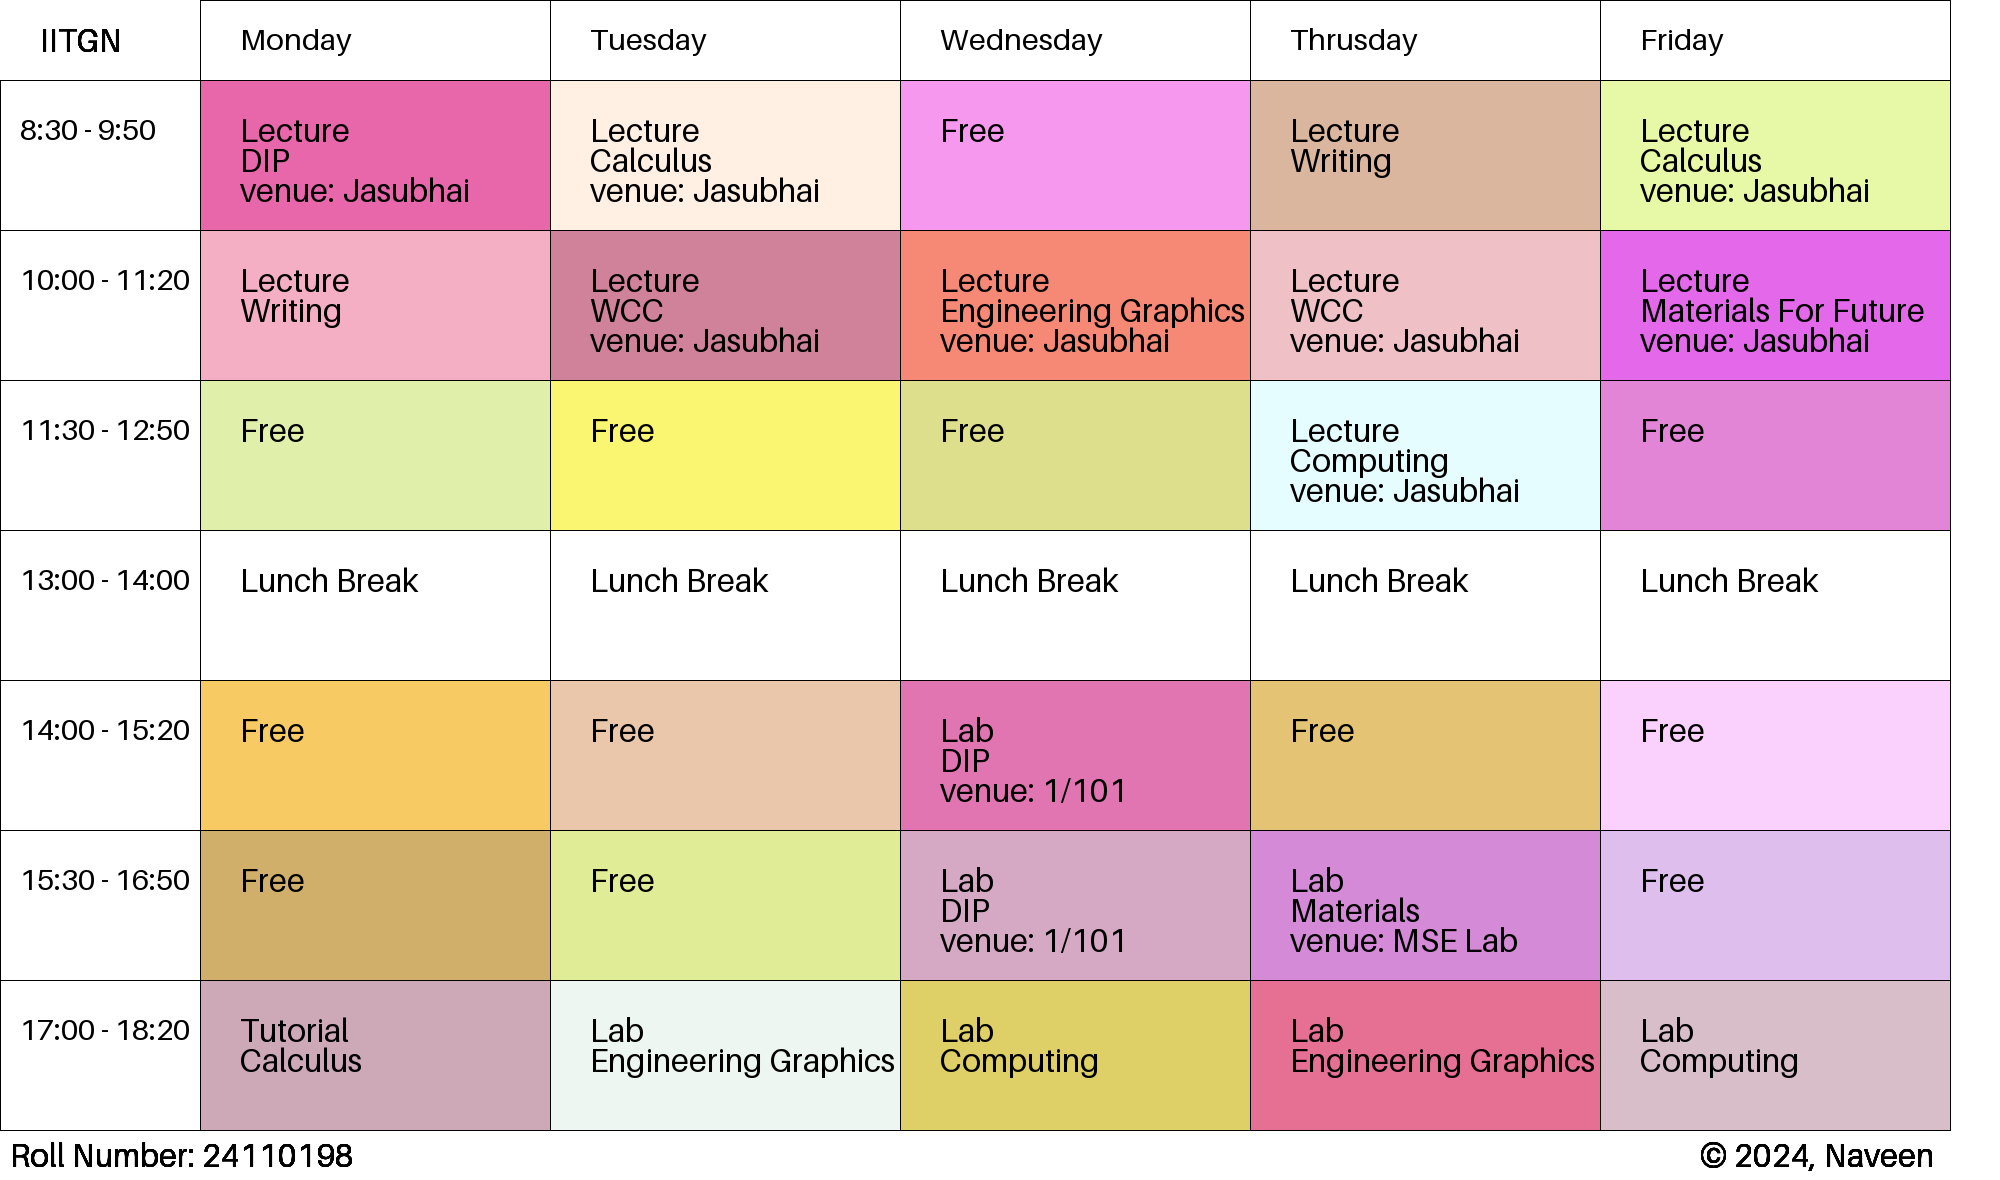 IITGN
Monday
Tuesday
Wednesday
Thrusday
Friday
8:30 - 9:50
Lecture
DIP
venue: Jasubhai
Lecture
Calculus
venue: Jasubhai
Free
Lecture
Writing
Lecture
Calculus
venue: Jasubhai
10:00 - 11:20
Lecture
Writing
Lecture
WCC
venue: Jasubhai
Lecture
Engineering Graphics
venue: Jasubhai
Lecture
WCC
venue: Jasubhai
Lecture
Materials For Future
venue: Jasubhai
11:30 - 12:50
Free
Free
Free
Lecture
Computing
venue: Jasubhai
Free
13:00 - 14:00
Lunch Break
Lunch Break
Lunch Break
Lunch Break
Lunch Break
14:00 - 15:20
Free
Free
Lab
DIP
venue: 1/101
Free
Free
15:30 - 16:50
Free
Free
Lab
DIP
venue: 1/101
Lab
Materials
venue: MSE Lab
Free
17:00 - 18:20
Tutorial
Calculus
Lab
Engineering Graphics
Lab
Computing
Lab
Engineering Graphics
Lab
Computing
Roll Number: 24110198
© 2024, Naveen